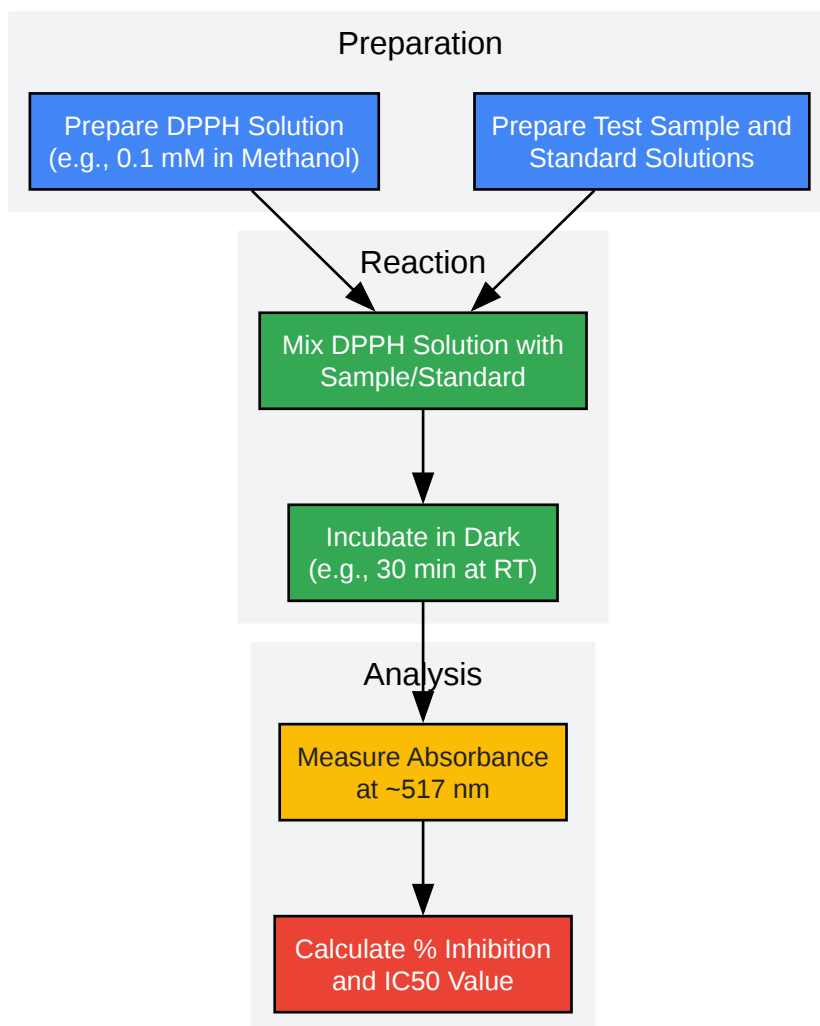 Preparation
Prepare DPPH Solution
(e.g., 0.1 mM in Methanol)
Prepare Test Sample and
Standard Solutions
Reaction
Mix DPPH Solution with
Sample/Standard
Incubate in Dark
(e.g., 30 min at RT)
Analysis
Measure Absorbance
at ~517 nm
Calculate % Inhibition
and IC50 Value